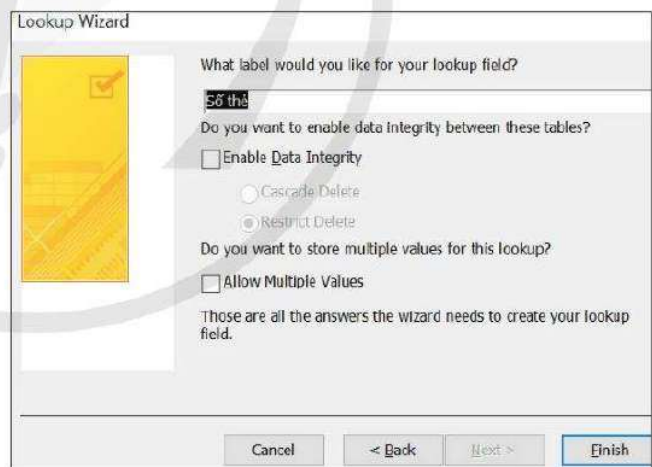 Lookup Wizard
What label would you like for your lookup field?
Số thẻ
Do you want to enable data integrity between these tables?
Enable Data Integrity
Cascade Delete
Restrict Delete
Do you want to store multiple values for this lookup?
Allow Multiple Values
Those are all the answers the wizard needs to create your lookup
field.
Cancel
< Back
Next >
Finish